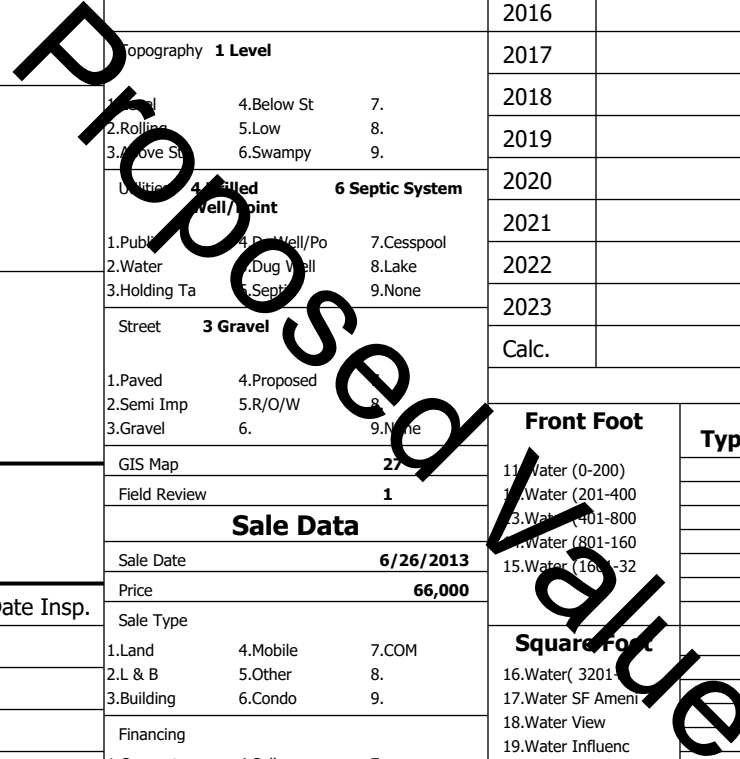 Topography 1 Level
1.Level 4.Below St 7.
2.Rolling 5.Low 8.
3.Above St 6.Swampy 9.
Utilities 4 Drilled Well/Point 6 Septic System
1.Public 4.Dr Well/Po 7.Cesspool
2.Water 5.Dug Well 8.Lake
3.Holding Ta 6.Septic 9.None
Street 3 Gravel
1.Paved 4.Proposed 7.
2.Semi Imp 5.R/O/W 8.
3.Gravel 6. 9.None
GIS Map 27
Field Review 1
Sale Data
Sale Date 6/26/2013
Price 66,000
Sale Type
1.Land 4.Mobile 7.COM
2.L & B 5.Other 8.
3.Building 6.Condo 9.
Financing
Date Insp.
2016
2017
2018
2019
2020
2021
2022
2023
Calc.
Front Foot
Typ
11.Water (0-200)
12.Water (201-400
13.Water (401-800
14.Water (801-160
15.Water (1601-32
Square Foot
16.Water( 3201-
17.Water SF Ameni
18.Water View
19.Water Influenc
Proposed Value